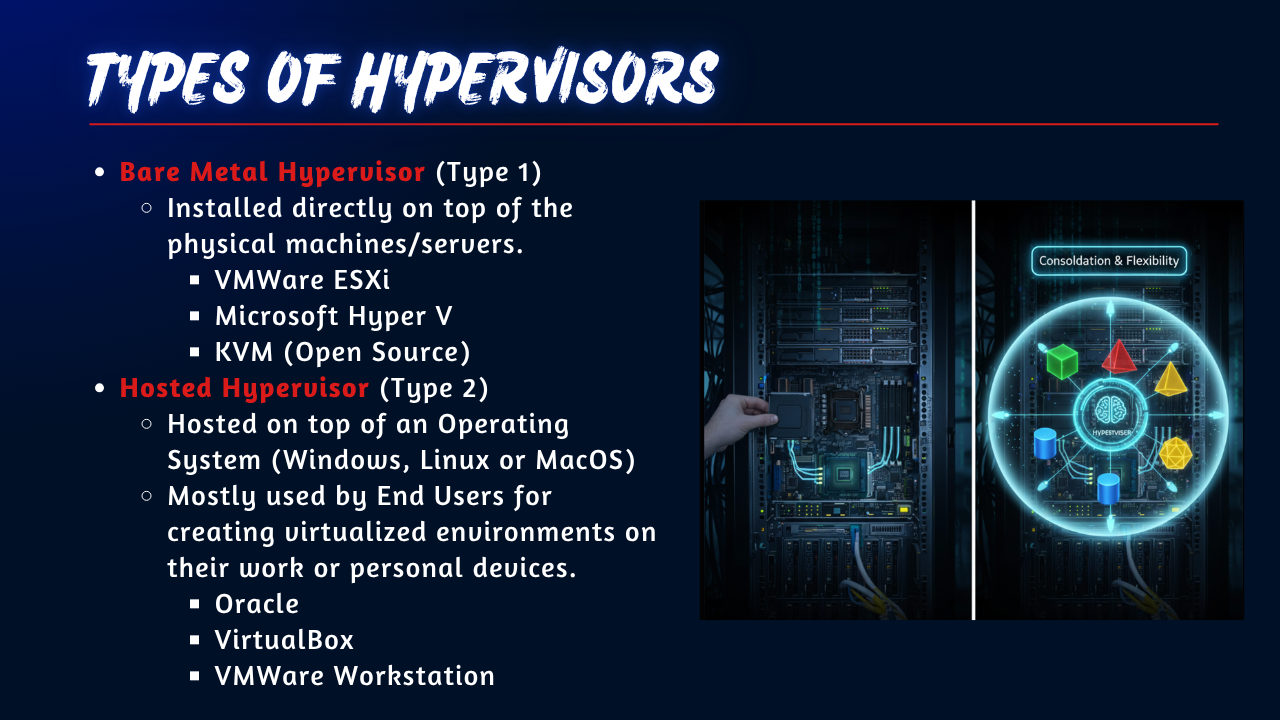 TYPES OF HYPERVISORS
Bare Metal Hypervisor (Type 1)
Installed directly on top of the
physical machines/servers.
VMWare ESXi
Microsoft Hyper V
KVM (Open Source)
Hosted Hypervisor (Type 2)
Hosted on top of an Operating
System (Windows, Linux or MacOS)
Mostly used by End Users for
creating virtualized environments on
their work or personal devices.
Oracle
VirtualBox
VMWare Workstation
Consoldation & Flexibility
HYPESTVISER